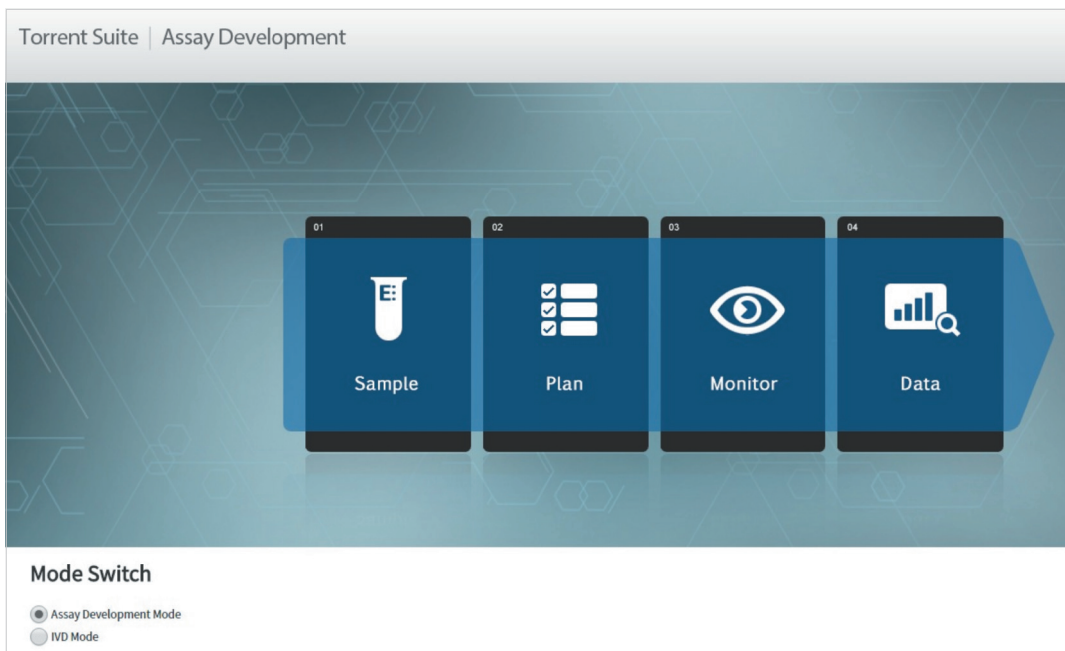 Torrent Suite | Assay Development
01 02 03 04
E:
Sample Plan Monitor Data
Mode Switch
Assay Development Mode
IVD Mode